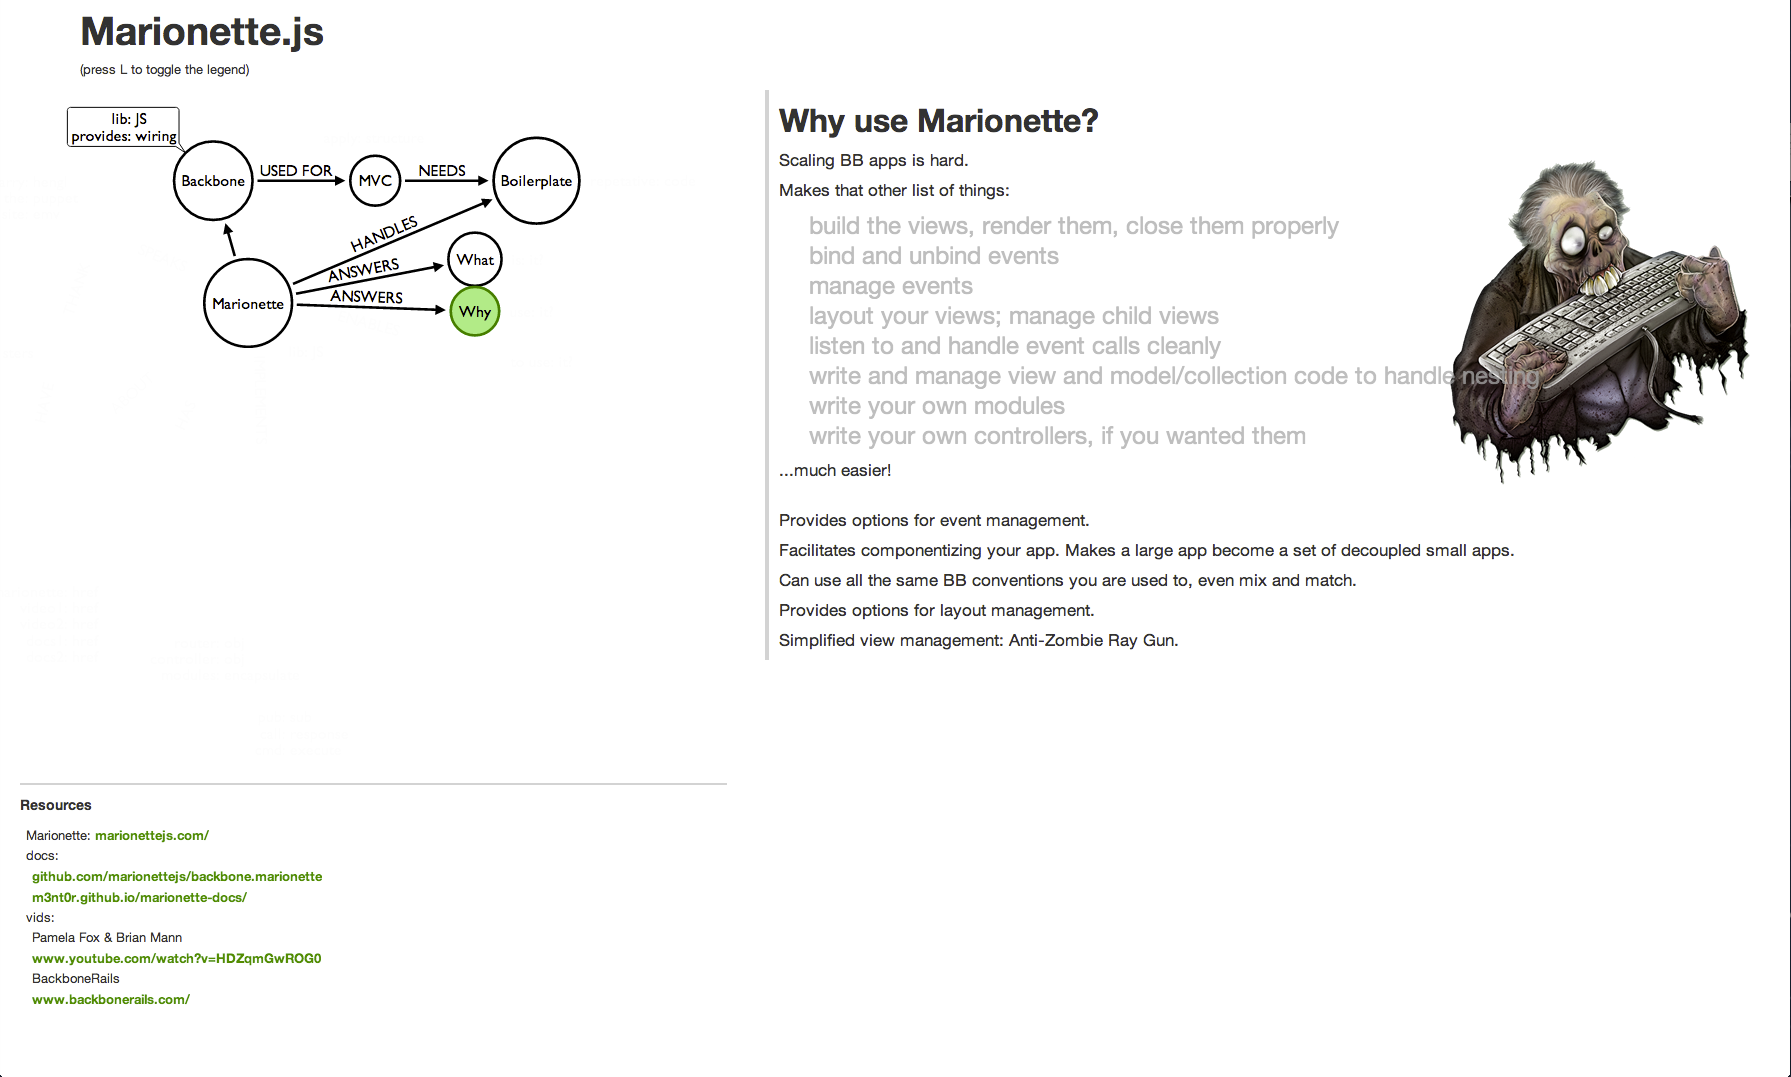 Marionette.js
(press L to toggle the legend)
lib: JS
provides: wiring
Backbone
USED FOR
MVC
NEEDS
Boilerplate
HANDLES
ANSWERS
What
Marionette
ANSWERS
Why
Why use Marionette?
Scaling BB apps is hard.
Makes that other list of things:
build the views, render them, close them properly
bind and unbind events
manage events
layout your views; manage child views
listen to and handle event calls cleanly
write and manage view and model/collection code to handle nesting
write your own modules
write your own controllers, if you wanted them
...much easier!
Provides options for event management.
Facilitates componentizing your app. Makes a large app become a set of decoupled small apps.
Can use all the same BB conventions you are used to, even mix and match.
Provides options for layout management.
Simplified view management: Anti-Zombie Ray Gun.
Resources
Marionette: marionettejs.com/
docs:
github.com/marionettejs/backbone.marionette
m3nt0r.github.io/marionette-docs/
vids:
Pamela Fox & Brian Mann
www.youtube.com/watch?v=HDZqmGwROG0
BackboneRails
www.backbonerails.com/